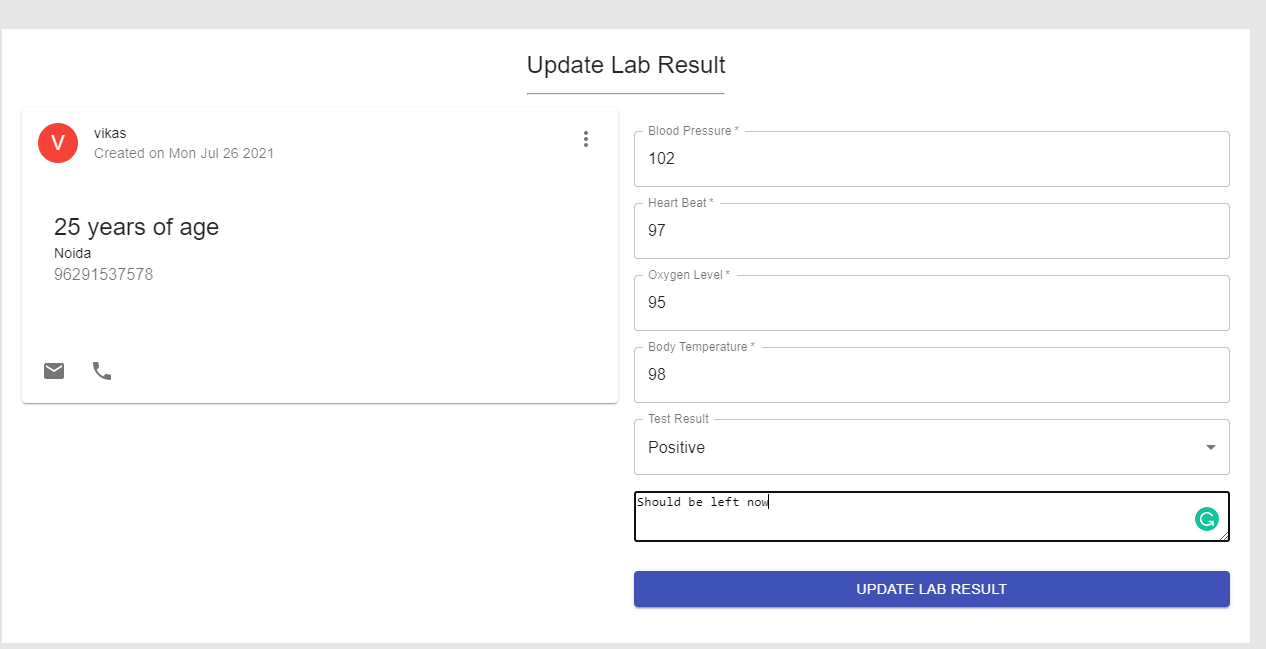 Update Lab Result
V
vikas
Created on Mon Jul 26 2021
25 years of age
Noida
96291537578
Blood Pressure *
102
Heart Beat *
97
Oxygen Level *
95
Body Temperature *
98
Test Result
Positive
Should be left now
UPDATE LAB RESULT